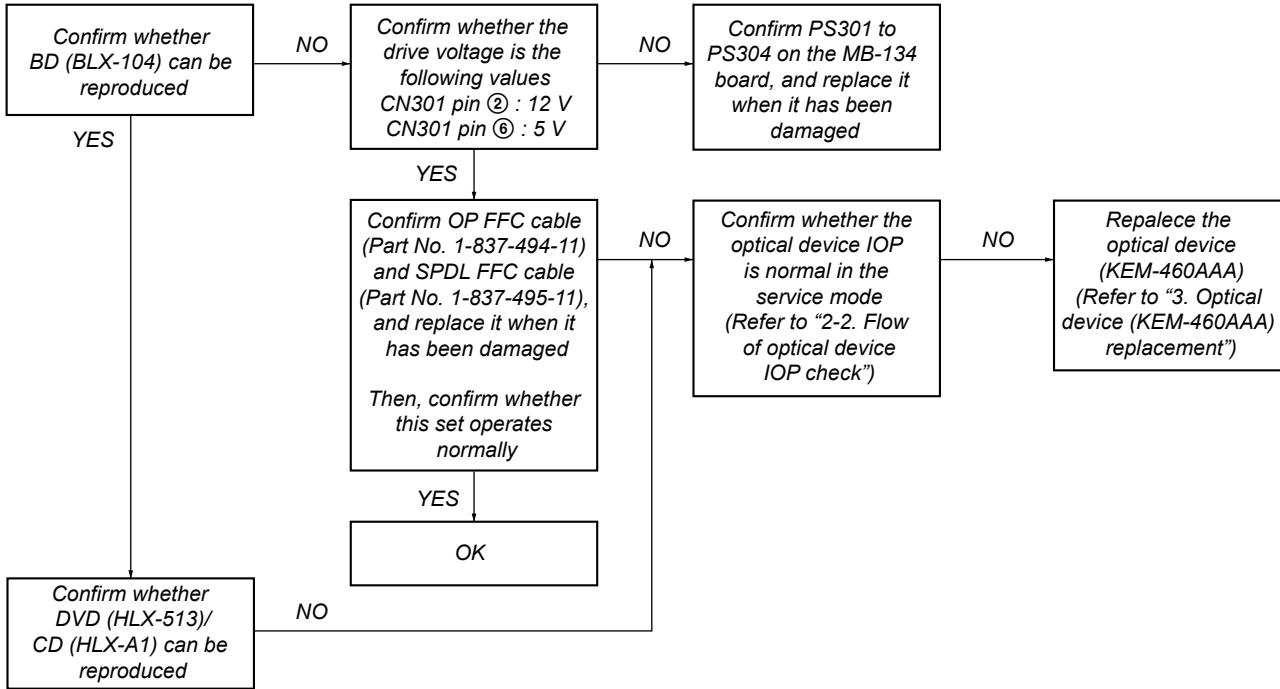 Confirm whether
BD (BLX-104) can be
reproduced
NO
Confirm whether the
drive voltage is the
following values
CN301 pin ② : 12 V
CN301 pin ⑥ : 5 V
NO
Confirm PS301 to
PS304 on the MB-134
board, and replace it
when it has been
damaged
YES
YES
Confirm OP FFC cable
(Part No. 1-837-494-11)
and SPDL FFC cable
(Part No. 1-837-495-11),
and replace it when it
has been damaged
Then, confirm whether
this set operates
normally
NO
Confirm whether the
optical device IOP
is normal in the
service mode
(Refer to “2-2. Flow
of optical device
IOP check”)
NO
Repalece the
optical device
(KEM-460AAA)
(Refer to “3. Optical
device (KEM-460AAA)
replacement”)
YES
OK
Confirm whether
DVD (HLX-513)/
CD (HLX-A1) can be
reproduced
NO